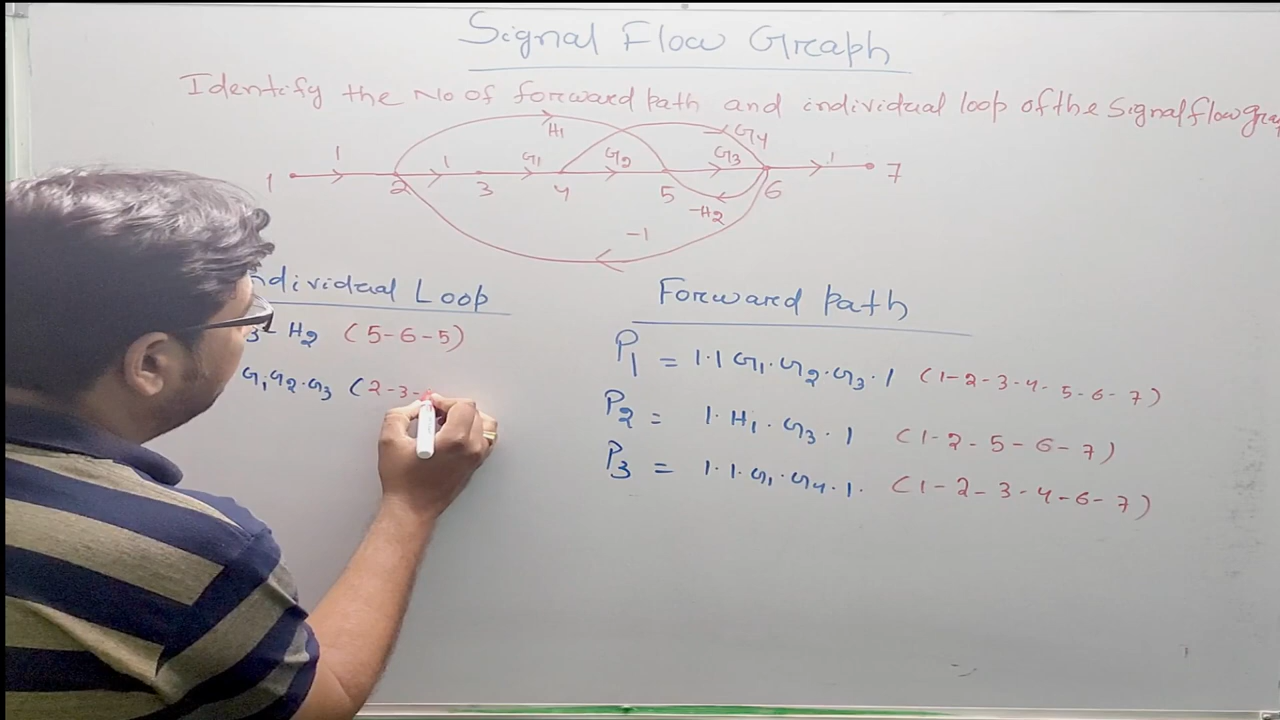 Signal Flow Graph
Identify the No of forward path and individual loop of the Signal flow gra
H1
G4
1
1
G1
G2
G3
1
1
2
3
4
5
6
7
-H2
-1
ndividual Loop
3 - H2 (5-6-5)
G1 G2 . G3 (2-3-
Forward path
P1 = 1.1 G1 . G2 . G3 . 1 (1-2-3-4-5-6-7)
P2 = 1. H1 . G3 . 1 (1-2-5-6-7)
P3 = 1.1. G1 . G4 . 1. (1-2-3-4-6-7)